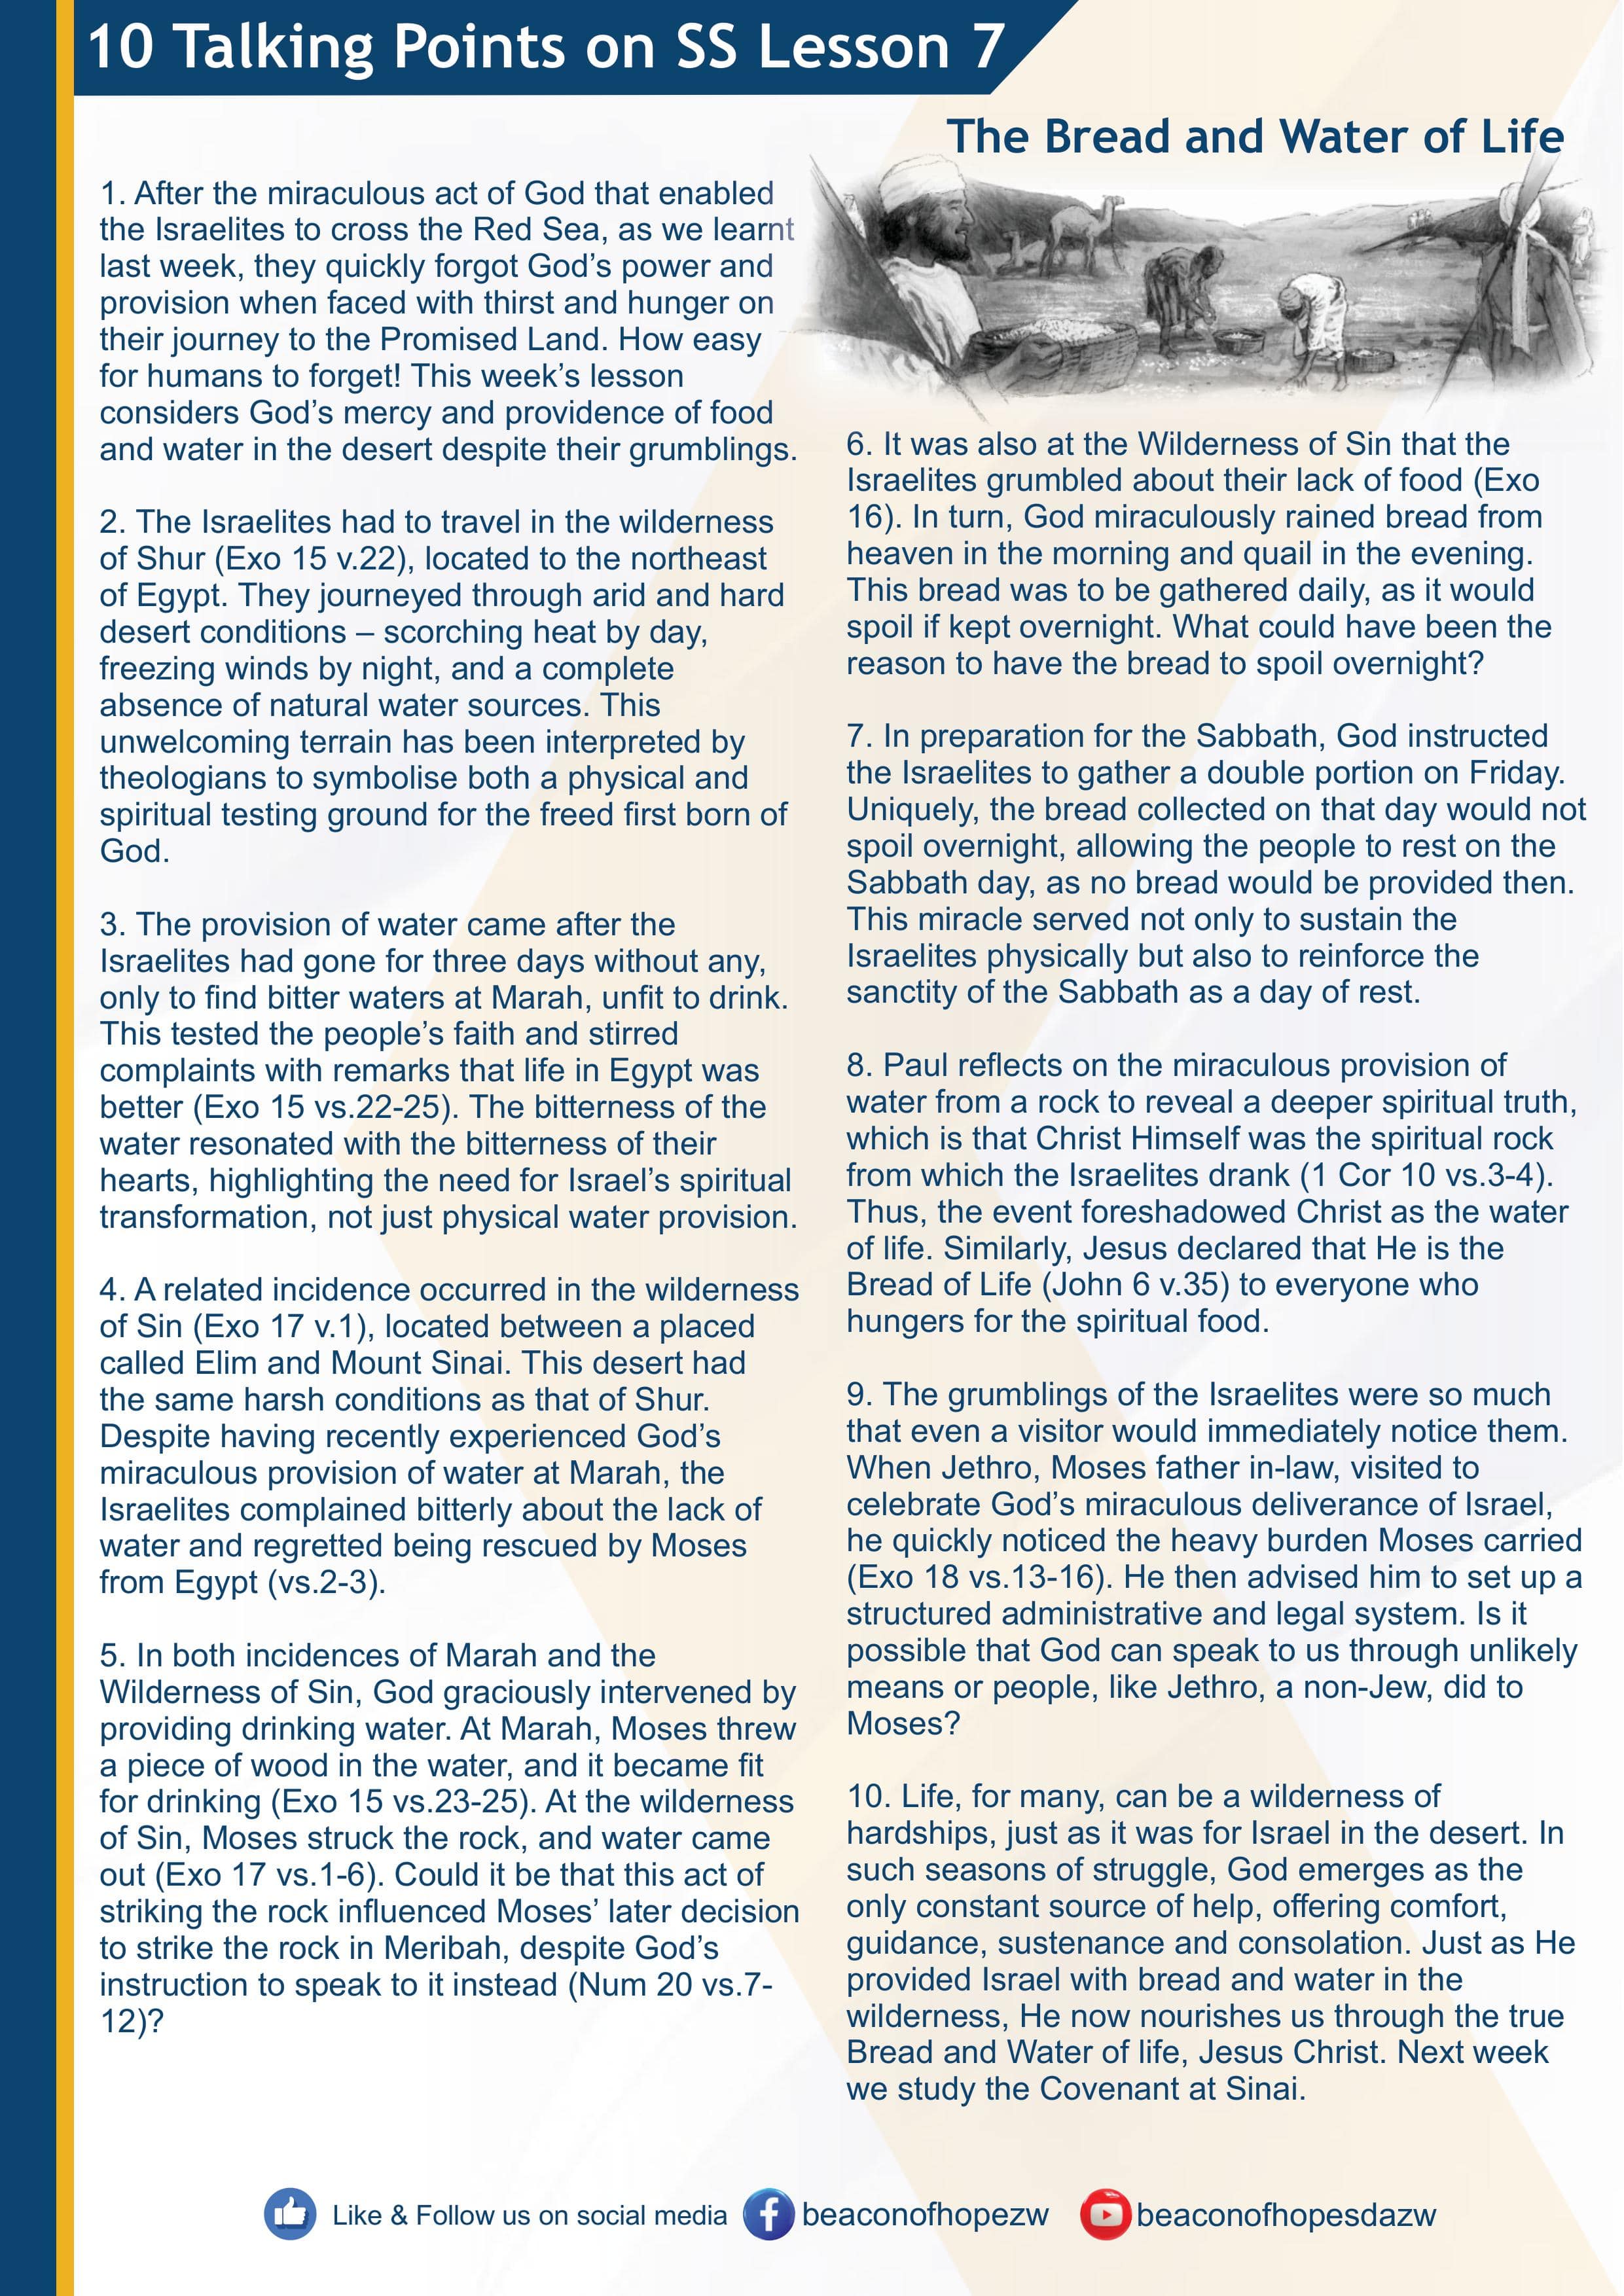 10 Talking Points on SS Lesson 7
The Bread and Water of Life
1. After the miraculous act of God that enabled
the Israelites to cross the Red Sea, as we learnt
last week, they quickly forgot God’s power and
provision when faced with thirst and hunger on
their journey to the Promised Land. How easy
for humans to forget! This week’s lesson
considers God’s mercy and providence of food
and water in the desert despite their grumblings.
2. The Israelites had to travel in the wilderness
of Shur (Exo 15 v.22), located to the northeast
of Egypt. They journeyed through arid and hard
desert conditions – scorching heat by day,
freezing winds by night, and a complete
absence of natural water sources. This
unwelcoming terrain has been interpreted by
theologians to symbolise both a physical and
spiritual testing ground for the freed first born of
God.
3. The provision of water came after the
Israelites had gone for three days without any,
only to find bitter waters at Marah, unfit to drink.
This tested the people’s faith and stirred
complaints with remarks that life in Egypt was
better (Exo 15 vs.22-25). The bitterness of the
water resonated with the bitterness of their
hearts, highlighting the need for Israel’s spiritual
transformation, not just physical water provision.
4. A related incidence occurred in the wilderness
of Sin (Exo 17 v.1), located between a placed
called Elim and Mount Sinai. This desert had
the same harsh conditions as that of Shur.
Despite having recently experienced God’s
miraculous provision of water at Marah, the
Israelites complained bitterly about the lack of
water and regretted being rescued by Moses
from Egypt (vs.2-3).
5. In both incidences of Marah and the
Wilderness of Sin, God graciously intervened by
providing drinking water. At Marah, Moses threw
a piece of wood in the water, and it became fit
for drinking (Exo 15 vs.23-25). At the wilderness
of Sin, Moses struck the rock, and water came
out (Exo 17 vs.1-6). Could it be that this act of
striking the rock influenced Moses’ later decision
to strike the rock in Meribah, despite God’s
instruction to speak to it instead (Num 20 vs.7-
12)?
6. It was also at the Wilderness of Sin that the
Israelites grumbled about their lack of food (Exo
16). In turn, God miraculously rained bread from
heaven in the morning and quail in the evening.
This bread was to be gathered daily, as it would
spoil if kept overnight. What could have been the
reason to have the bread to spoil overnight?
7. In preparation for the Sabbath, God instructed
the Israelites to gather a double portion on Friday.
Uniquely, the bread collected on that day would not
spoil overnight, allowing the people to rest on the
Sabbath day, as no bread would be provided then.
This miracle served not only to sustain the
Israelites physically but also to reinforce the
sanctity of the Sabbath as a day of rest.
8. Paul reflects on the miraculous provision of
water from a rock to reveal a deeper spiritual truth,
which is that Christ Himself was the spiritual rock
from which the Israelites drank (1 Cor 10 vs.3-4).
Thus, the event foreshadowed Christ as the water
of life. Similarly, Jesus declared that He is the
Bread of Life (John 6 v.35) to everyone who
hungers for the spiritual food.
9. The grumblings of the Israelites were so much
that even a visitor would immediately notice them.
When Jethro, Moses father in-law, visited to
celebrate God’s miraculous deliverance of Israel,
he quickly noticed the heavy burden Moses carried
(Exo 18 vs.13-16). He then advised him to set up a
structured administrative and legal system. Is it
possible that God can speak to us through unlikely
means or people, like Jethro, a non-Jew, did to
Moses?
10. Life, for many, can be a wilderness of
hardships, just as it was for Israel in the desert. In
such seasons of struggle, God emerges as the
only constant source of help, offering comfort,
guidance, sustenance and consolation. Just as He
provided Israel with bread and water in the
wilderness, He now nourishes us through the true
Bread and Water of life, Jesus Christ. Next week
we study the Covenant at Sinai.
Like & Follow us on social media beaconofhopezw beaconofhopesdazw